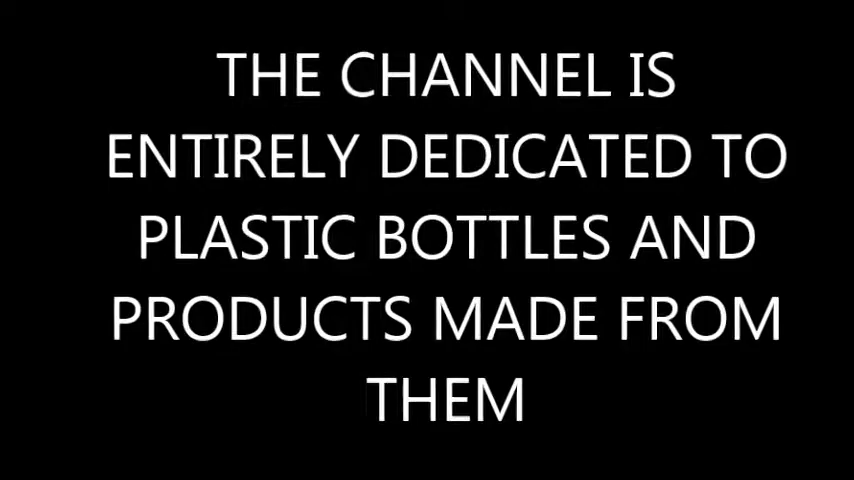 THE CHANNEL IS
ENTIRELY DEDICATED TO
PLASTIC BOTTLES AND
PRODUCTS MADE FROM
THEM